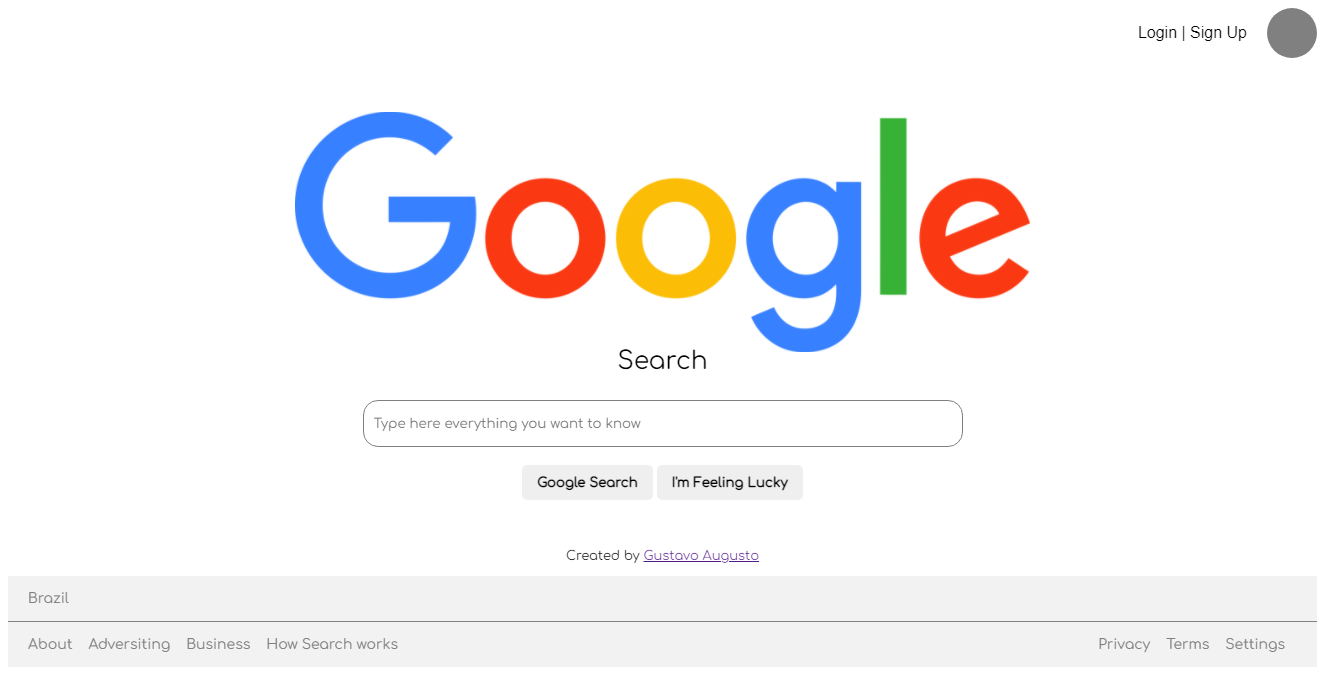 Login | Sign Up
Google
Search
Type here everything you want to know
Google Search I'm Feeling Lucky
Created by Gustavo Augusto
Brazil
About Adversiting Business How Search works Privacy Terms Settings